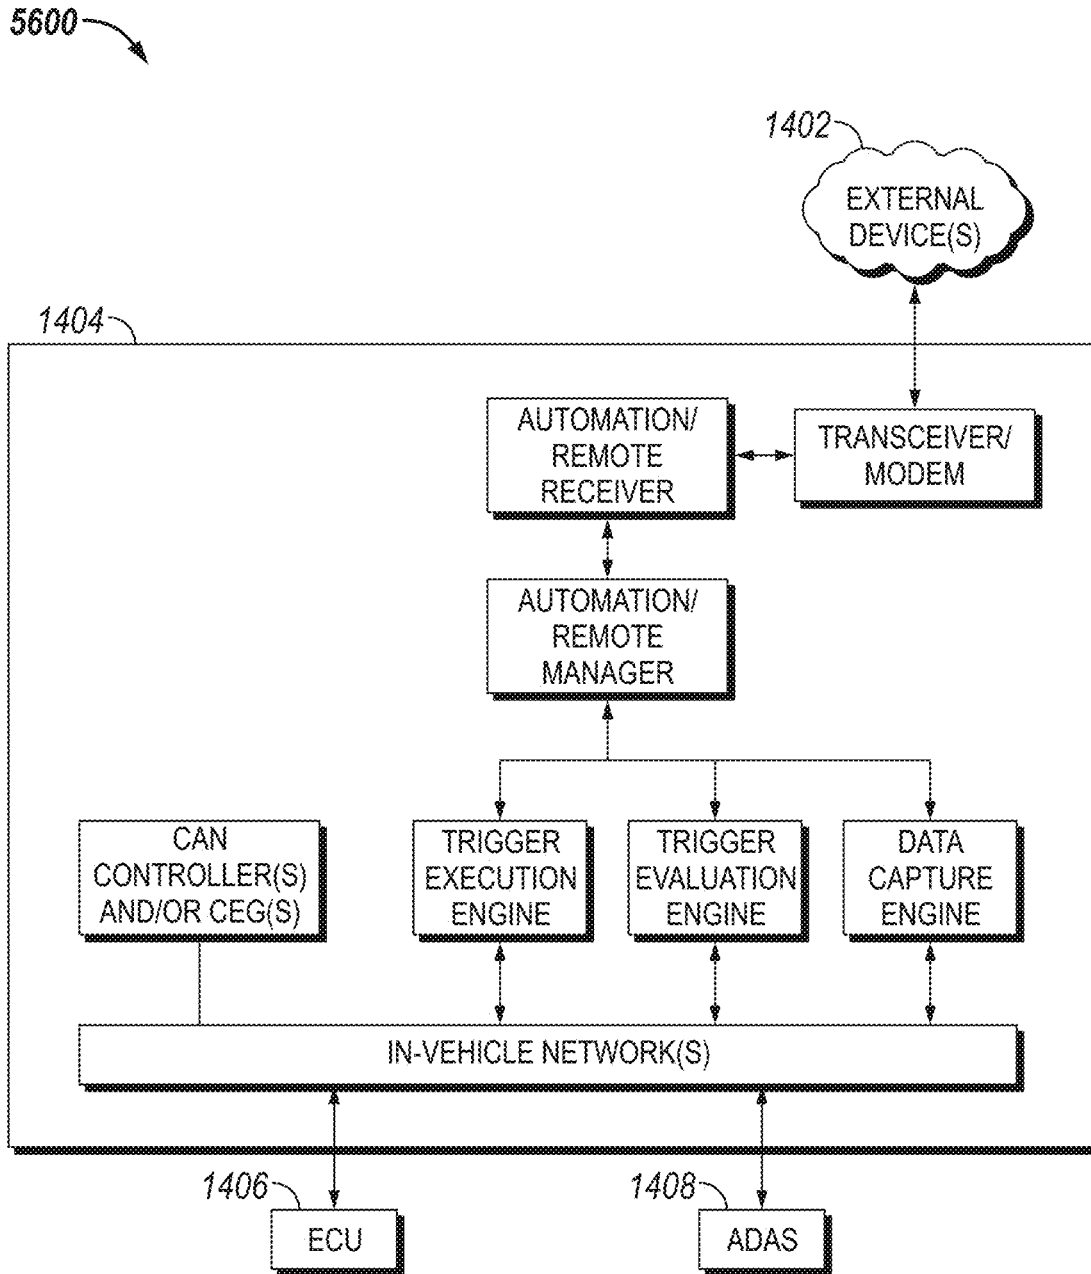 5600
1402
EXTERNAL
DEVICE(S)
1404
AUTOMATION/
REMOTE
RECEIVER
TRANSCEIVER/
MODEM
AUTOMATION/
REMOTE
MANAGER
CAN
CONTROLLER(S)
AND/OR CEG(S)
TRIGGER
EXECUTION
ENGINE
TRIGGER
EVALUATION
ENGINE
DATA
CAPTURE
ENGINE
IN-VEHICLE NETWORK(S)
1406
ECU
1408
ADAS